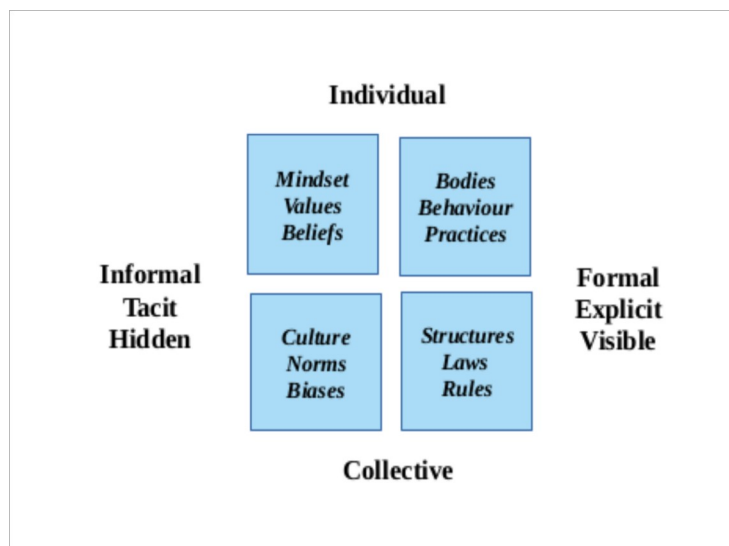 Individual
Mindset
Values
Beliefs
Bodies
Behaviour
Practices
Informal
Tacit
Hidden
Formal
Explicit
Visible
Culture
Norms
Biases
Structures
Laws
Rules
Collective